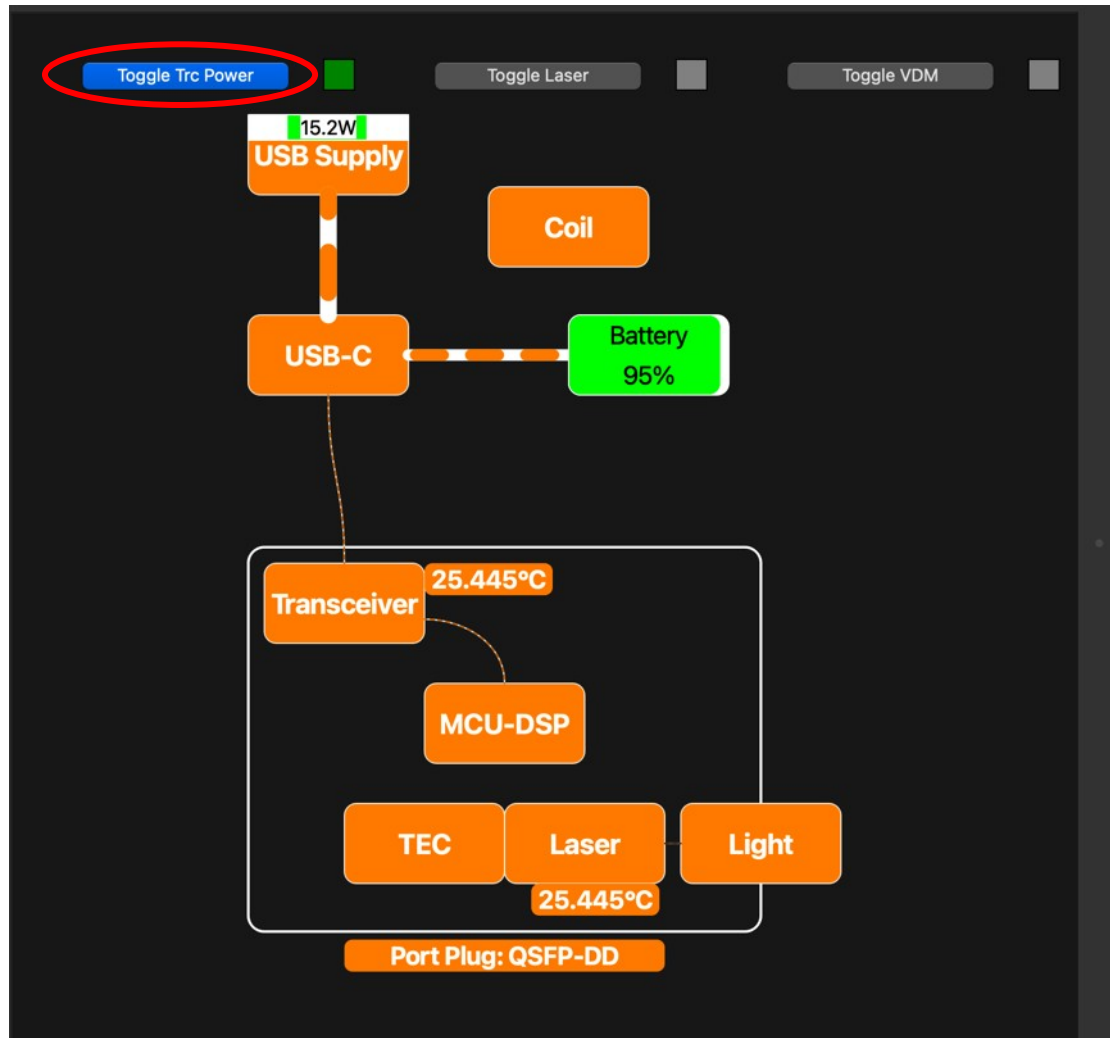 Toggle Trc Power
Toggle Laser
Toggle VDM
15.2W
USB Supply
Coil
USB-C
Battery
95%
Transceiver
25.445°C
MCU-DSP
TEC
Laser
Light
25.445°C
Port Plug: QSFP-DD